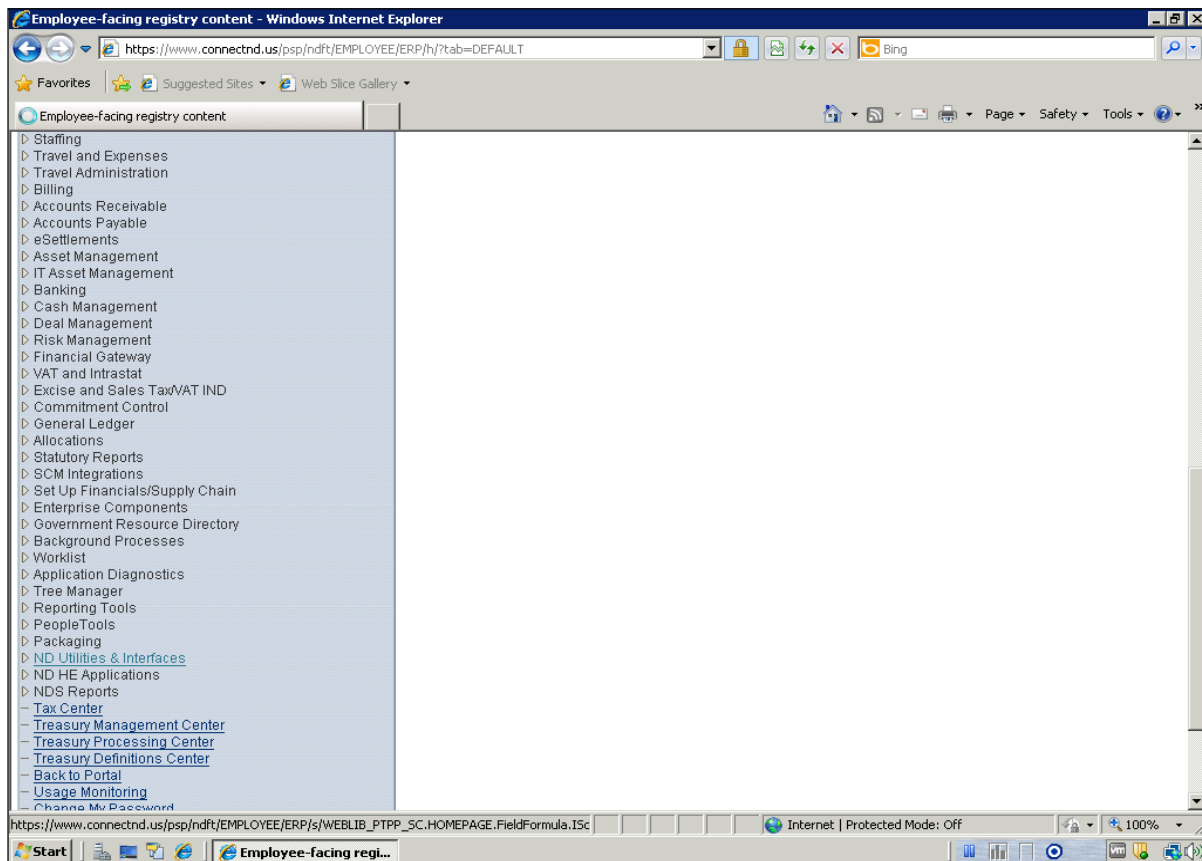 Employee-facing registry content - Windows Internet Explorer
https://www.connectnd.us/psp/ndft/EMPLOYEE/ERP/h/?tab=DEFAULT
Bing
Favorites
Suggested Sites
Web Slice Gallery
Employee-facing registry content
Page
Safety
Tools
»
Staffing
Travel and Expenses
Travel Administration
Billing
Accounts Receivable
Accounts Payable
eSettlements
Asset Management
IT Asset Management
Banking
Cash Management
Deal Management
Risk Management
Financial Gateway
VAT and Intrastat
Excise and Sales Tax/VAT IND
Commitment Control
General Ledger
Allocations
Statutory Reports
SCM Integrations
Set Up Financials/Supply Chain
Enterprise Components
Government Resource Directory
Background Processes
Worklist
Application Diagnostics
Tree Manager
Reporting Tools
PeopleTools
Packaging
ND Utilities & Interfaces
ND HE Applications
NDS Reports
Tax Center
Treasury Management Center
Treasury Processing Center
Treasury Definitions Center
Back to Portal
Usage Monitoring
Change My Password
https://www.connectnd.us/psp/ndft/EMPLOYEE/ERP/s/WEBLIB_PTPP_SC.HOMEPAGE.FieldFormula.ISc
Internet | Protected Mode: Off
100%
Start
Employee-facing regi...
vm